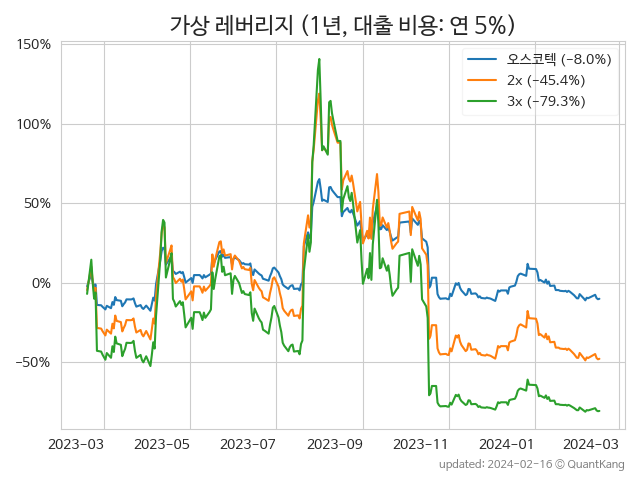 가상 레버리지 (1년, 대출 비용: 연 5%)
150%
100%
50%
0%
−50%
오스코텍 (−8.0%)
2x (−45.4%)
3x (−79.3%)
2023-03 2023-05 2023-07 2023-09 2023-11 2024-01 2024-03
updated: 2024-02-16 © QuantKang